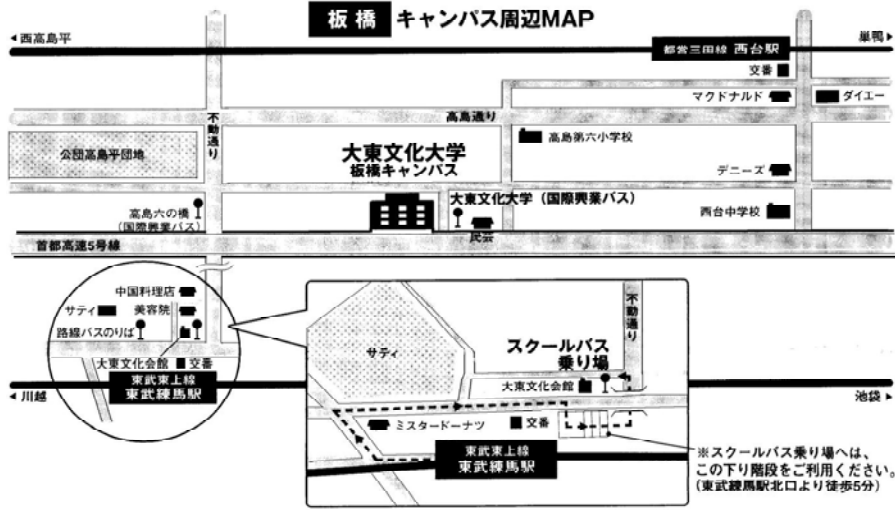 板橋 キャンパス周辺MAP
◀西高島平
巣鴨▶
都営三田線 西台駅
交番
マクドナルド
ダイエー
不動通り
高島通り
高島第六小学校
公団高島平団地
大東文化大学
板橋キャンパス
デニーズ
大東文化大学（国際興業バス）
高島六の橋
（国際興業バス）
民芸
西台中学校
首都高速5号線
中国料理店
サティ
美容院
路線バスのりば
大東文化会館
交番
東武東上線
東武練馬駅
◀川越
池袋▶
サティ
不動通り
スクールバス
乗り場
大東文化会館
ミスタードーナツ
交番
東武東上線
東武練馬駅
※スクールバス乗り場へは、
この下り階段をご利用ください。
（東武練馬駅北口より徒歩5分）